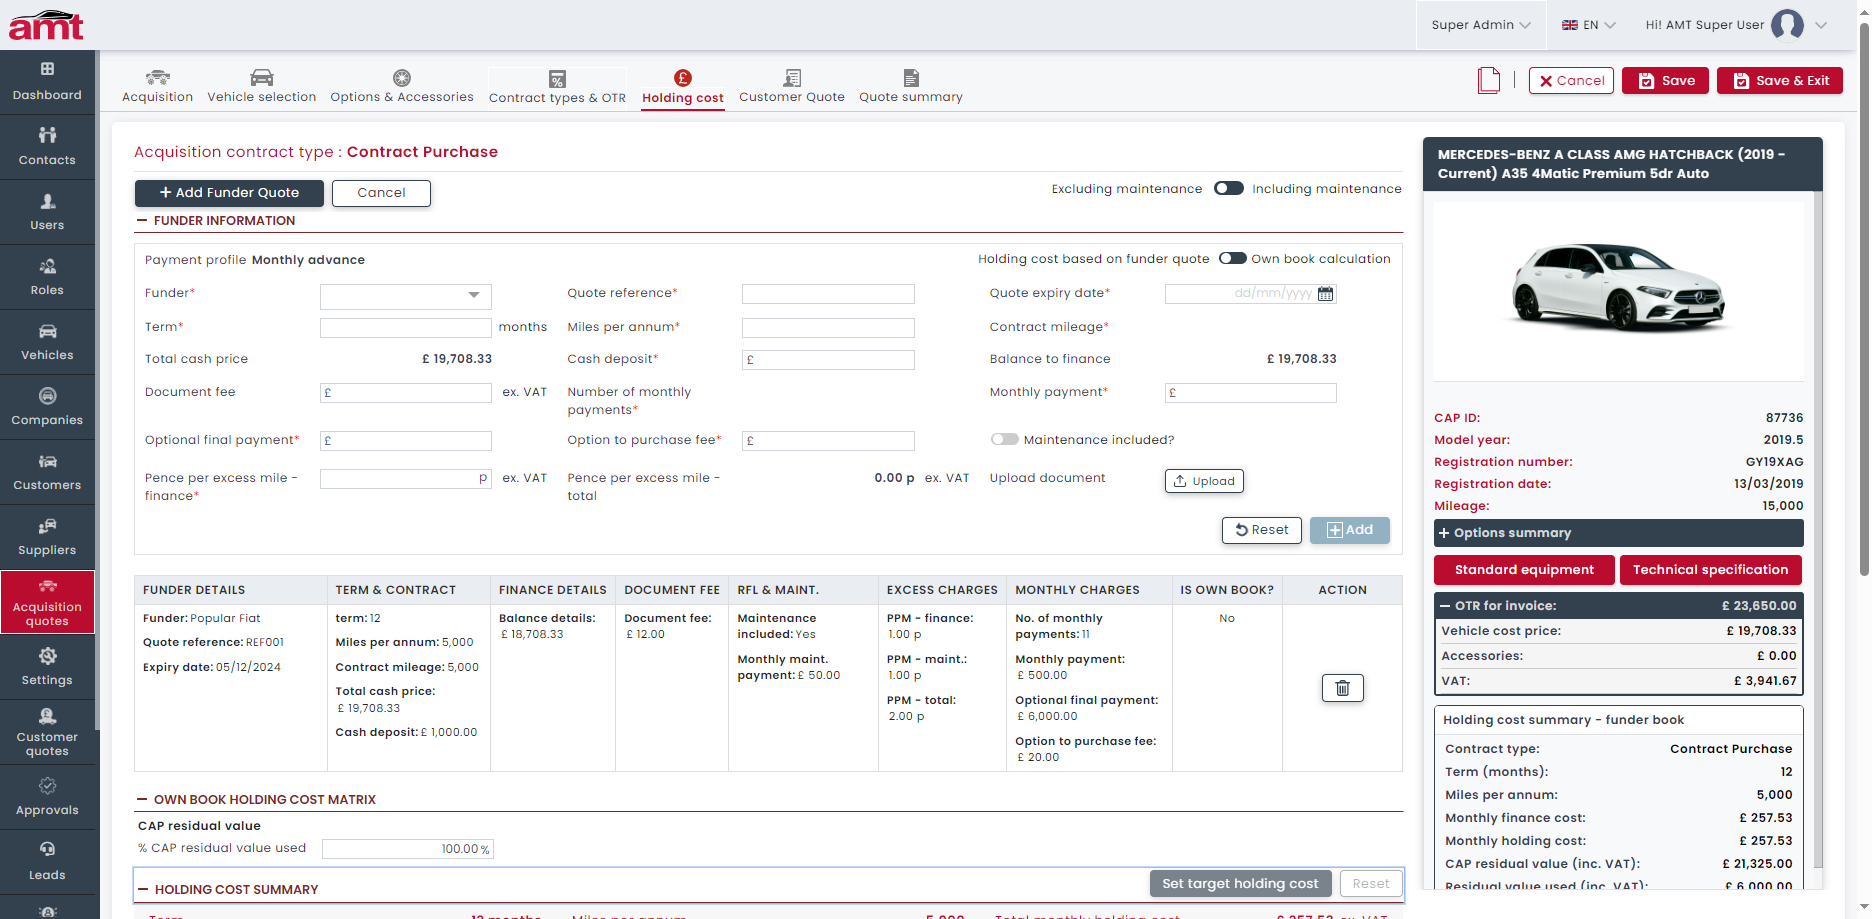 amt
Super Admin
EN
Hi! AMT Super User
Dashboard
Contacts
Users
Roles
Vehicles
Companies
Customers
Suppliers
Acquisition
quotes
Settings
Customer
quotes
Approvals
Leads
Acquisition
Vehicle selection
Options & Accessories
Contract types & OTR
Holding cost
Customer Quote
Quote summary
Cancel
Save
Save & Exit
Acquisition contract type : Contract Purchase
+ Add Funder Quote
Cancel
Excluding maintenance
Including maintenance
FUNDER INFORMATION
Payment profile Monthly advance
Holding cost based on funder quote
Own book calculation
Funder*
Quote reference*
Quote expiry date*
dd/mm/yyyy
Term*
months
Miles per annum*
Contract mileage*
Total cash price
£ 19,708.33
Cash deposit*
£
Balance to finance
£ 19,708.33
Document fee
£
ex. VAT
Number of monthly
payments*
Monthly payment*
£
Optional final payment*
£
Option to purchase fee*
£
Maintenance included?
Pence per excess mile -
finance*
p
ex. VAT
Pence per excess mile -
total
0.00 p
ex. VAT
Upload document
Upload
Reset
Add
FUNDER DETAILS
TERM & CONTRACT
FINANCE DETAILS
DOCUMENT FEE
RFL & MAINT.
EXCESS CHARGES
MONTHLY CHARGES
IS OWN BOOK?
ACTION
Funder: Popular Fiat
Quote reference: REF001
Expiry date: 05/12/2024
term: 12
Miles per annum: 5,000
Contract mileage: 5,000
Total cash price:
£ 19,708.33
Cash deposit: £ 1,000.00
Balance details:
£ 18,708.33
Document fee:
£ 12.00
Maintenance
included: Yes
Monthly maint.
payment: £ 50.00
PPM - finance:
1.00 p
PPM - maint.:
1.00 p
PPM - total:
2.00 p
No. of monthly
payments: 11
Monthly payment:
£ 500.00
Optional final payment:
£ 6,000.00
Option to purchase fee:
£ 20.00
No
OWN BOOK HOLDING COST MATRIX
CAP residual value
% CAP residual value used
100.00 %
HOLDING COST SUMMARY
Set target holding cost
Reset
Term
12 months
Miles per annum
5,000
Total monthly holding cost
£ 257.53 ex. VAT
MERCEDES-BENZ A CLASS AMG HATCHBACK (2019 -
Current) A35 4Matic Premium 5dr Auto
CAP ID:
87736
Model year:
2019.5
Registration number:
GY19XAG
Registration date:
13/03/2019
Mileage:
15,000
+ Options summary
Standard equipment
Technical specification
OTR for invoice:
£ 23,650.00
Vehicle cost price:
£ 19,708.33
Accessories:
£ 0.00
VAT:
£ 3,941.67
Holding cost summary - funder book
Contract type:
Contract Purchase
Term (months):
12
Miles per annum:
5,000
Monthly finance cost:
£ 257.53
Monthly holding cost:
£ 257.53
CAP residual value (inc. VAT):
£ 21,325.00
Residual value used (inc. VAT):
£ 6,000.00